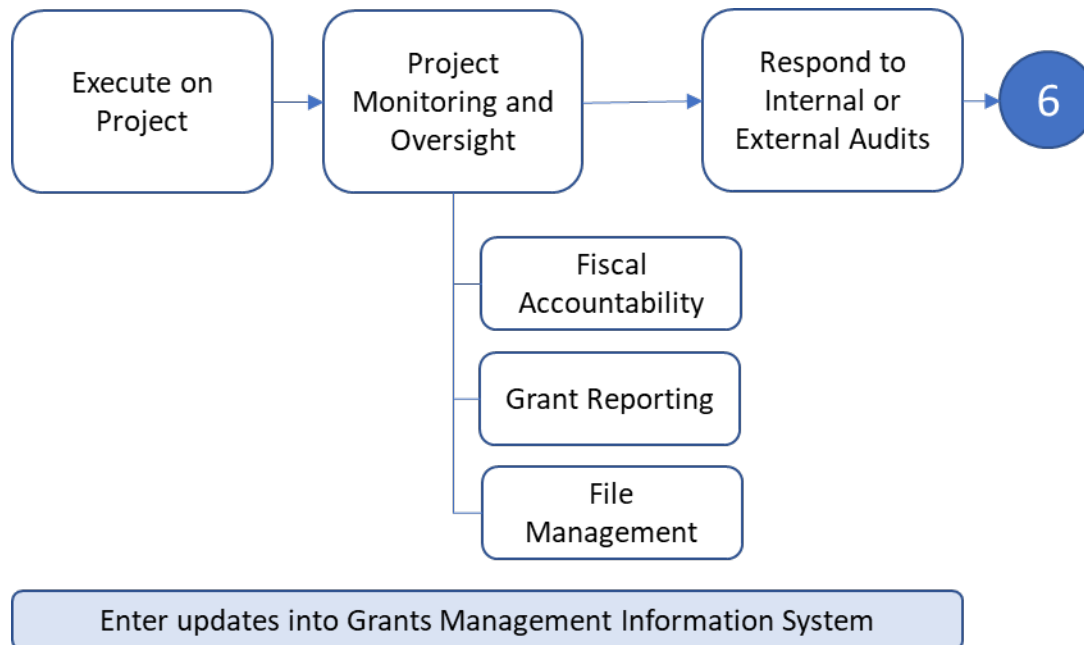 Execute on
Project
Project
Monitoring and
Oversight
Respond to
Internal or
External Audits
6
Fiscal
Accountability
Grant Reporting
File
Management
Enter updates into Grants Management Information System